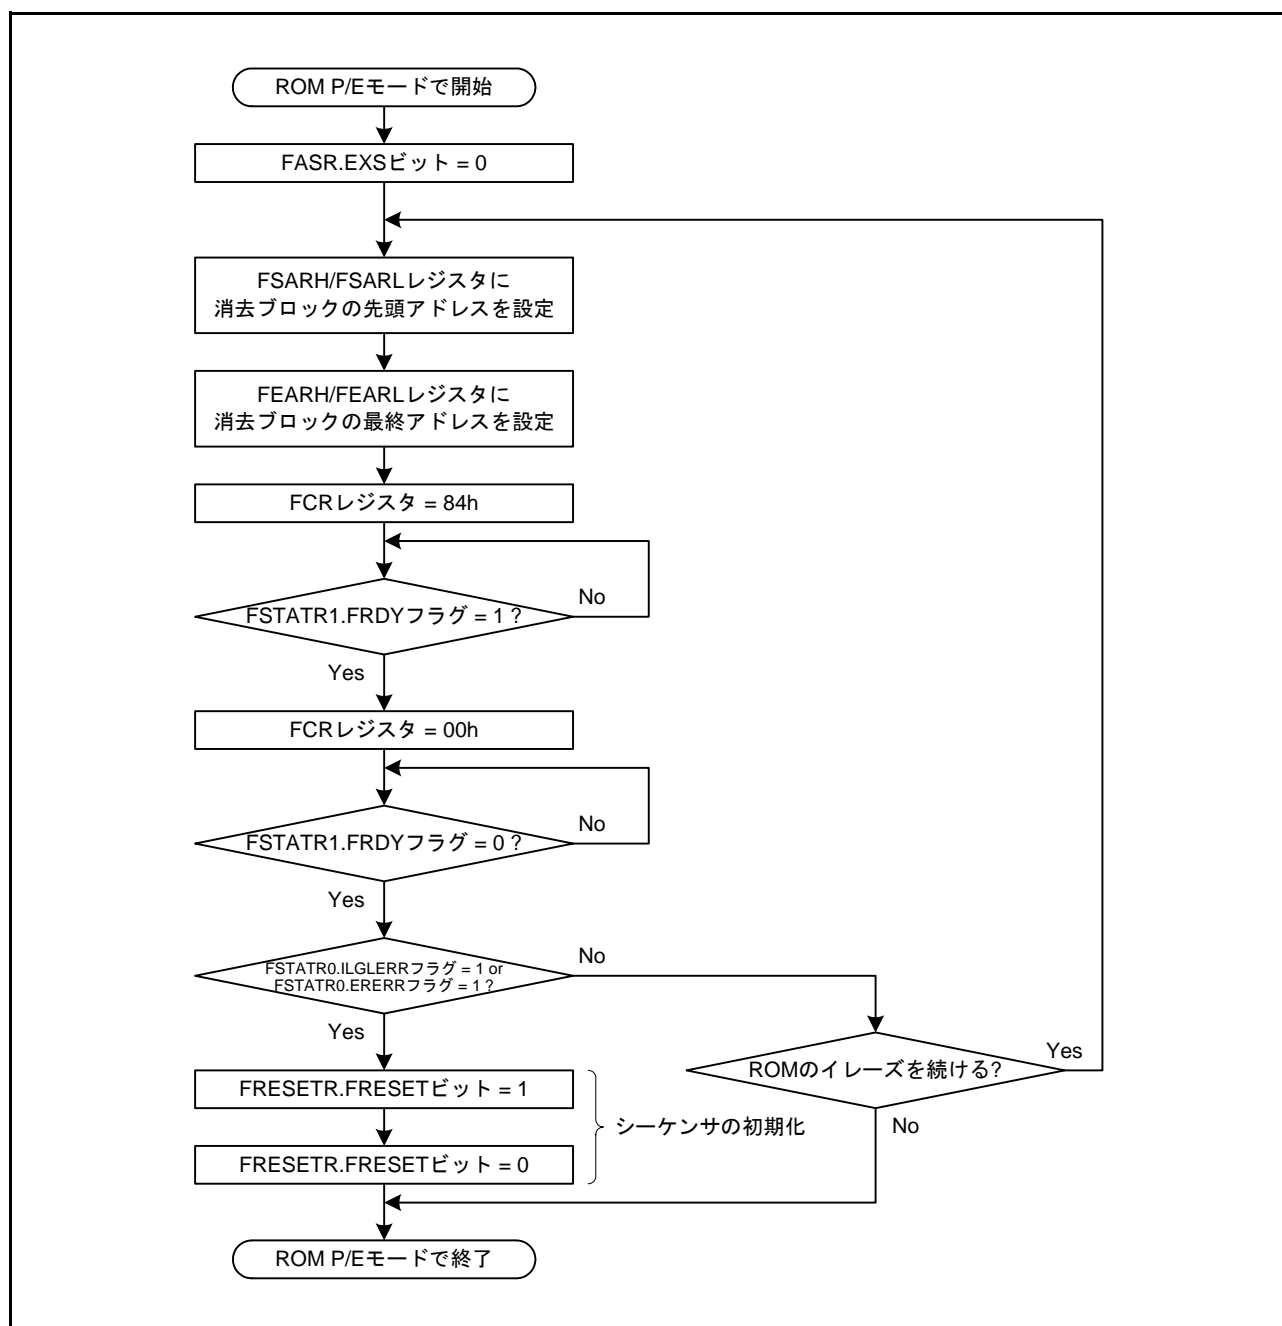 ROM P/Eモードで開始
FASR.EXSビット = 0
FSARH/FSARLレジスタに
消去ブロックの先頭アドレスを設定
FEARH/FEARLレジスタに
消去ブロックの最終アドレスを設定
FCRレジスタ = 84h
FSTATR1.FRDYフラグ = 1 ?
No
Yes
FCRレジスタ = 00h
FSTATR1.FRDYフラグ = 0 ?
No
Yes
FSTATR0.ILGLERRフラグ = 1 or
FSTATR0.ERERRフラグ = 1 ?
No
Yes
ROMのイレーズを続ける?
Yes
No
FRESETR.FRESETビット = 1
シーケンサの初期化
FRESETR.FRESETビット = 0
ROM P/Eモードで終了